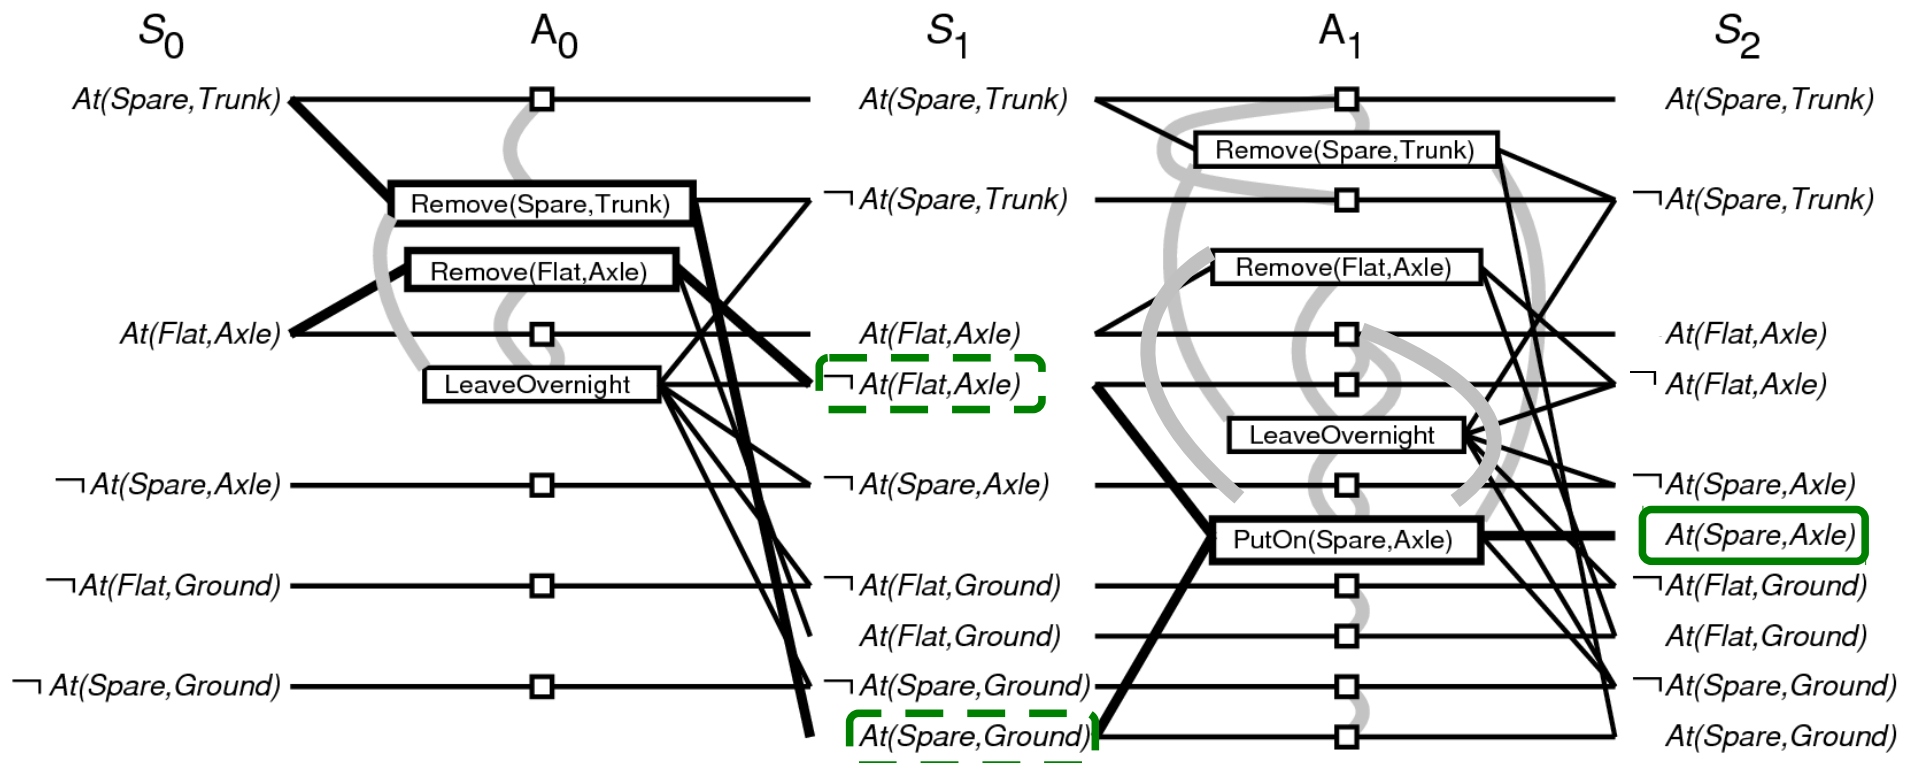 S0 A0 S1 A1 S2
At(Spare,Trunk) At(Spare,Trunk) At(Spare,Trunk)
Remove(Spare,Trunk)
Remove(Spare,Trunk) ¬At(Spare,Trunk) ¬At(Spare,Trunk)
Remove(Flat,Axle) Remove(Flat,Axle)
At(Flat,Axle) At(Flat,Axle) At(Flat,Axle)
LeaveOvernight ¬At(Flat,Axle) ¬At(Flat,Axle)
LeaveOvernight
¬At(Spare,Axle) ¬At(Spare,Axle) ¬At(Spare,Axle)
PutOn(Spare,Axle) At(Spare,Axle)
¬At(Flat,Ground) ¬At(Flat,Ground) ¬At(Flat,Ground)
At(Flat,Ground) At(Flat,Ground)
¬At(Spare,Ground) ¬At(Spare,Ground) ¬At(Spare,Ground)
At(Spare,Ground) At(Spare,Ground)